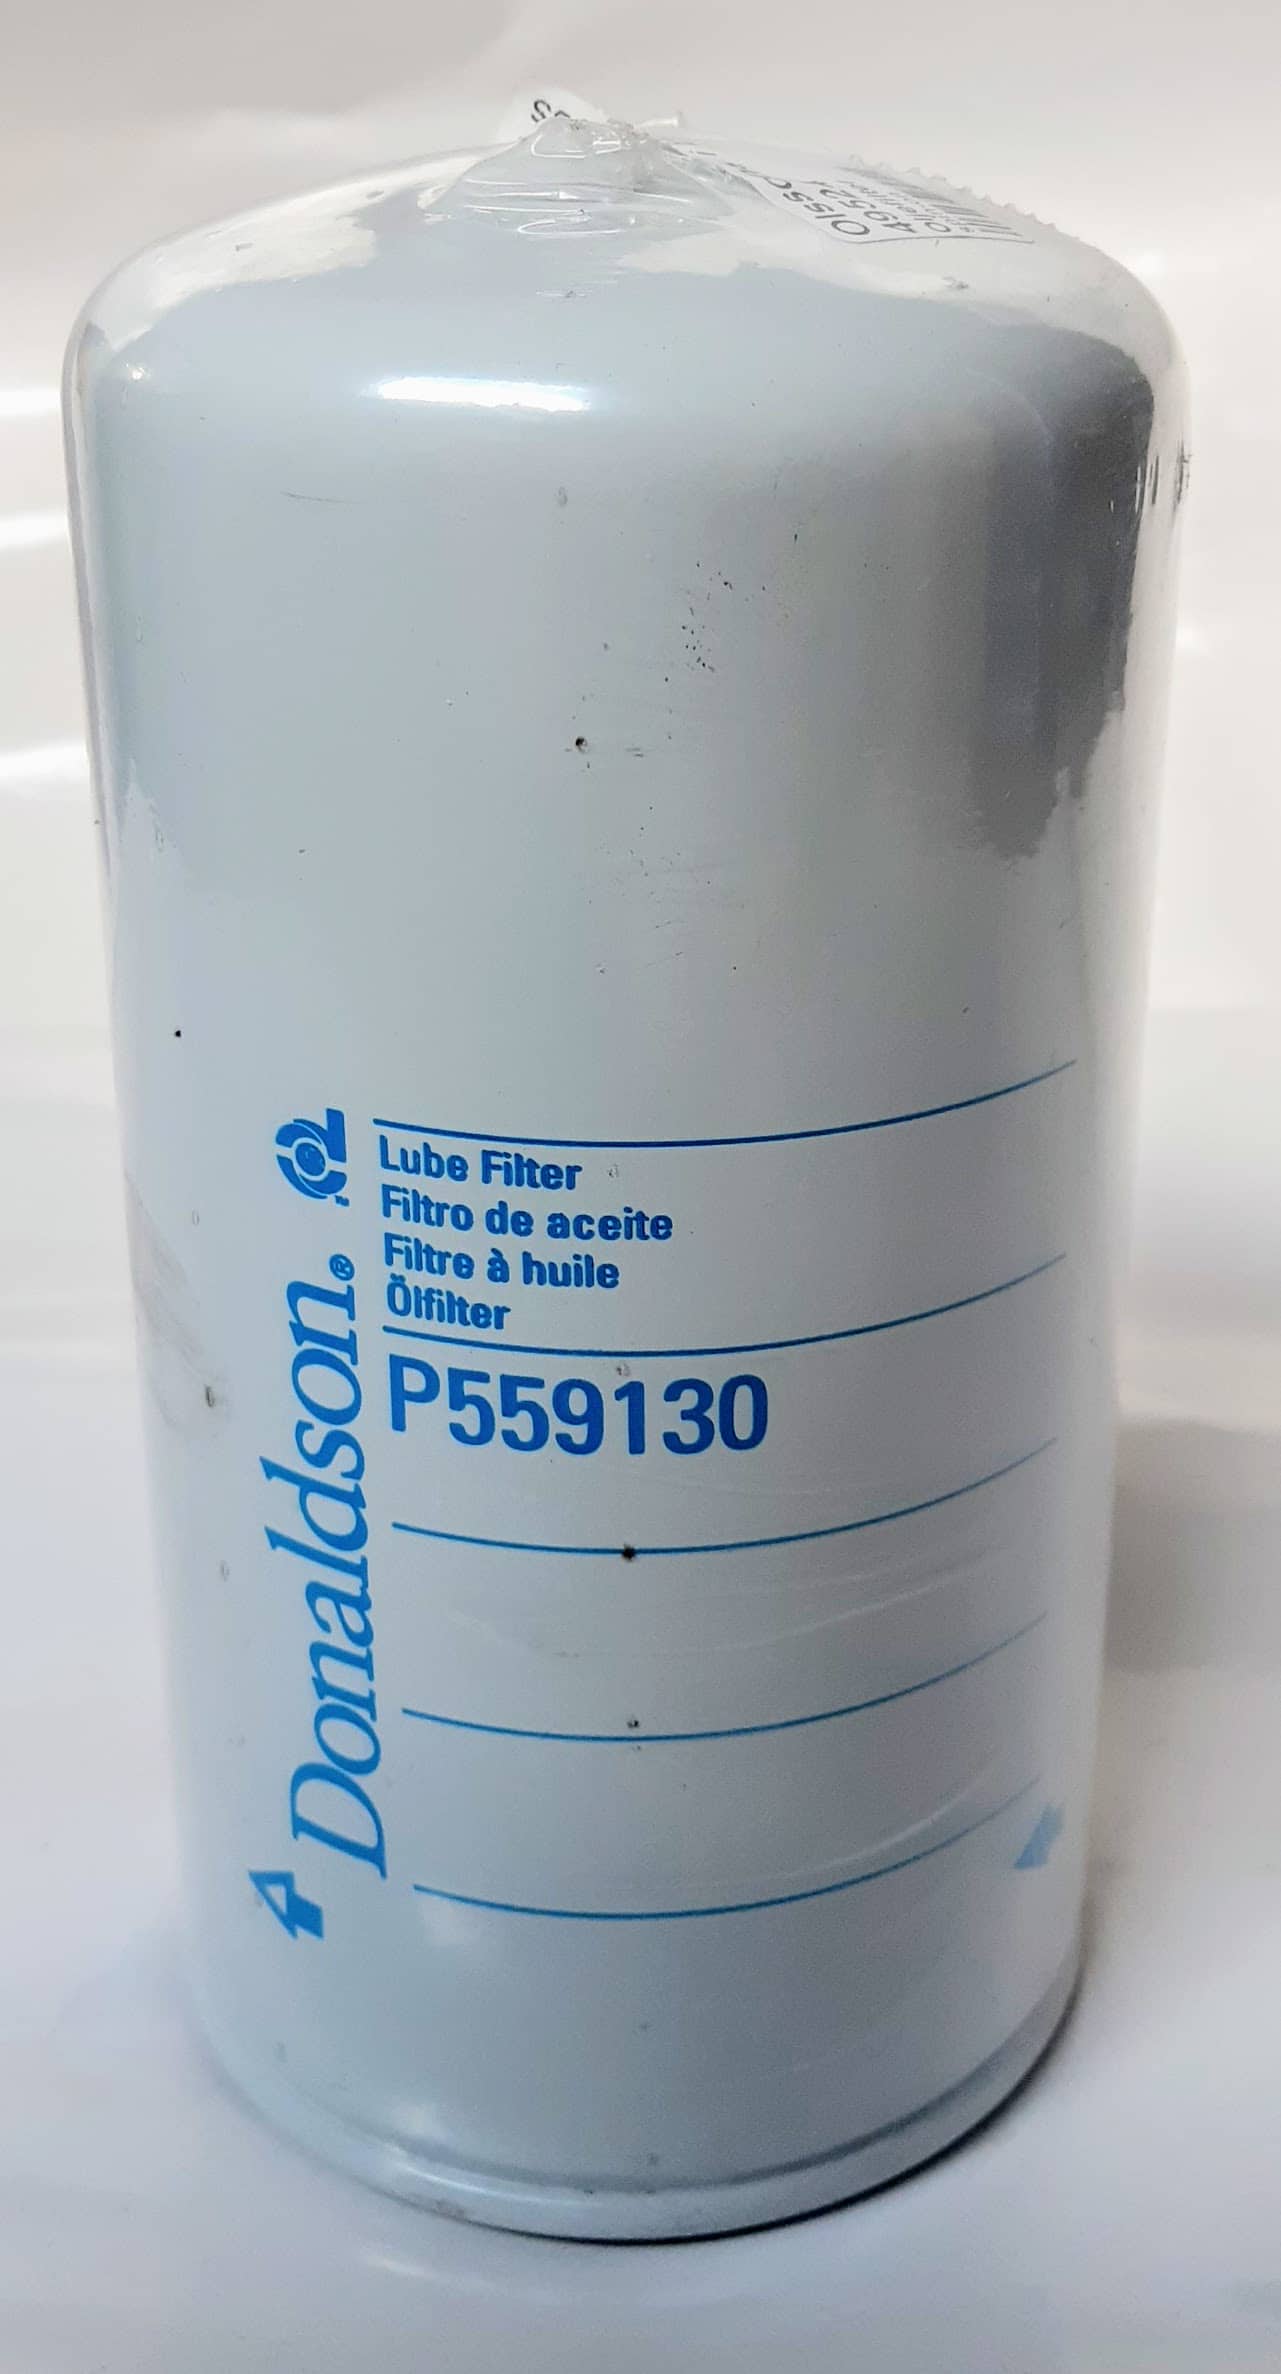 Lube Filter
Filtro de aceite
Filtre à huile
Ölfilter
P559130
Donaldson®